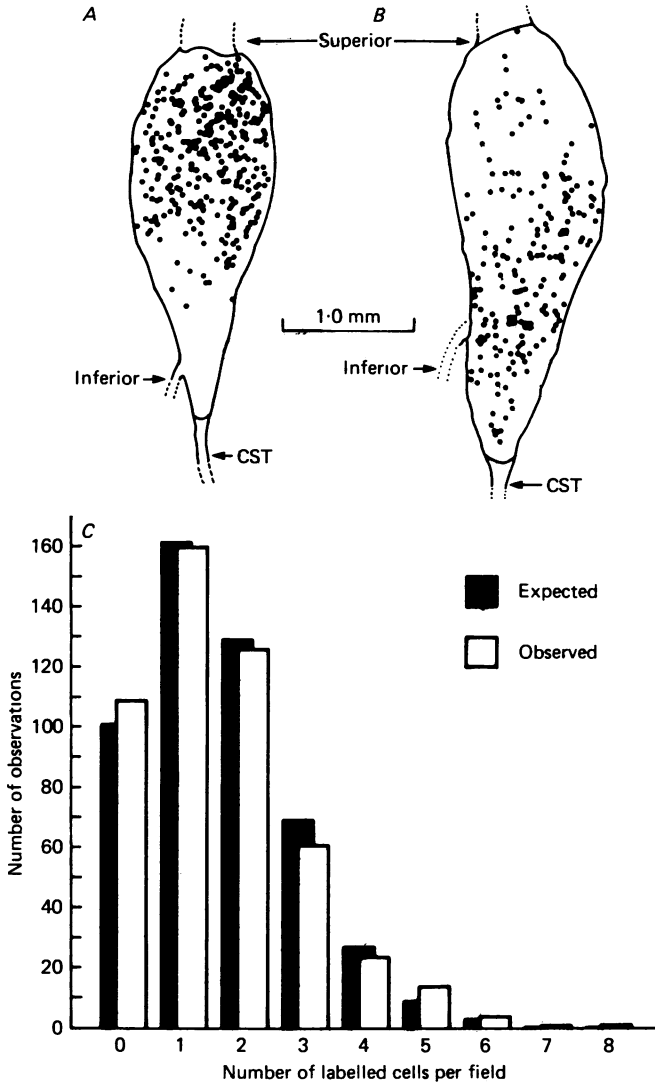 A
B
Superior
1·0 mm
Inferior
Inferior
CST
CST
C
160
140
120
100
80
60
40
20
0
Number of observations
Expected
Observed
0 1 2 3 4 5 6 7 8
Number of labelled cells per field